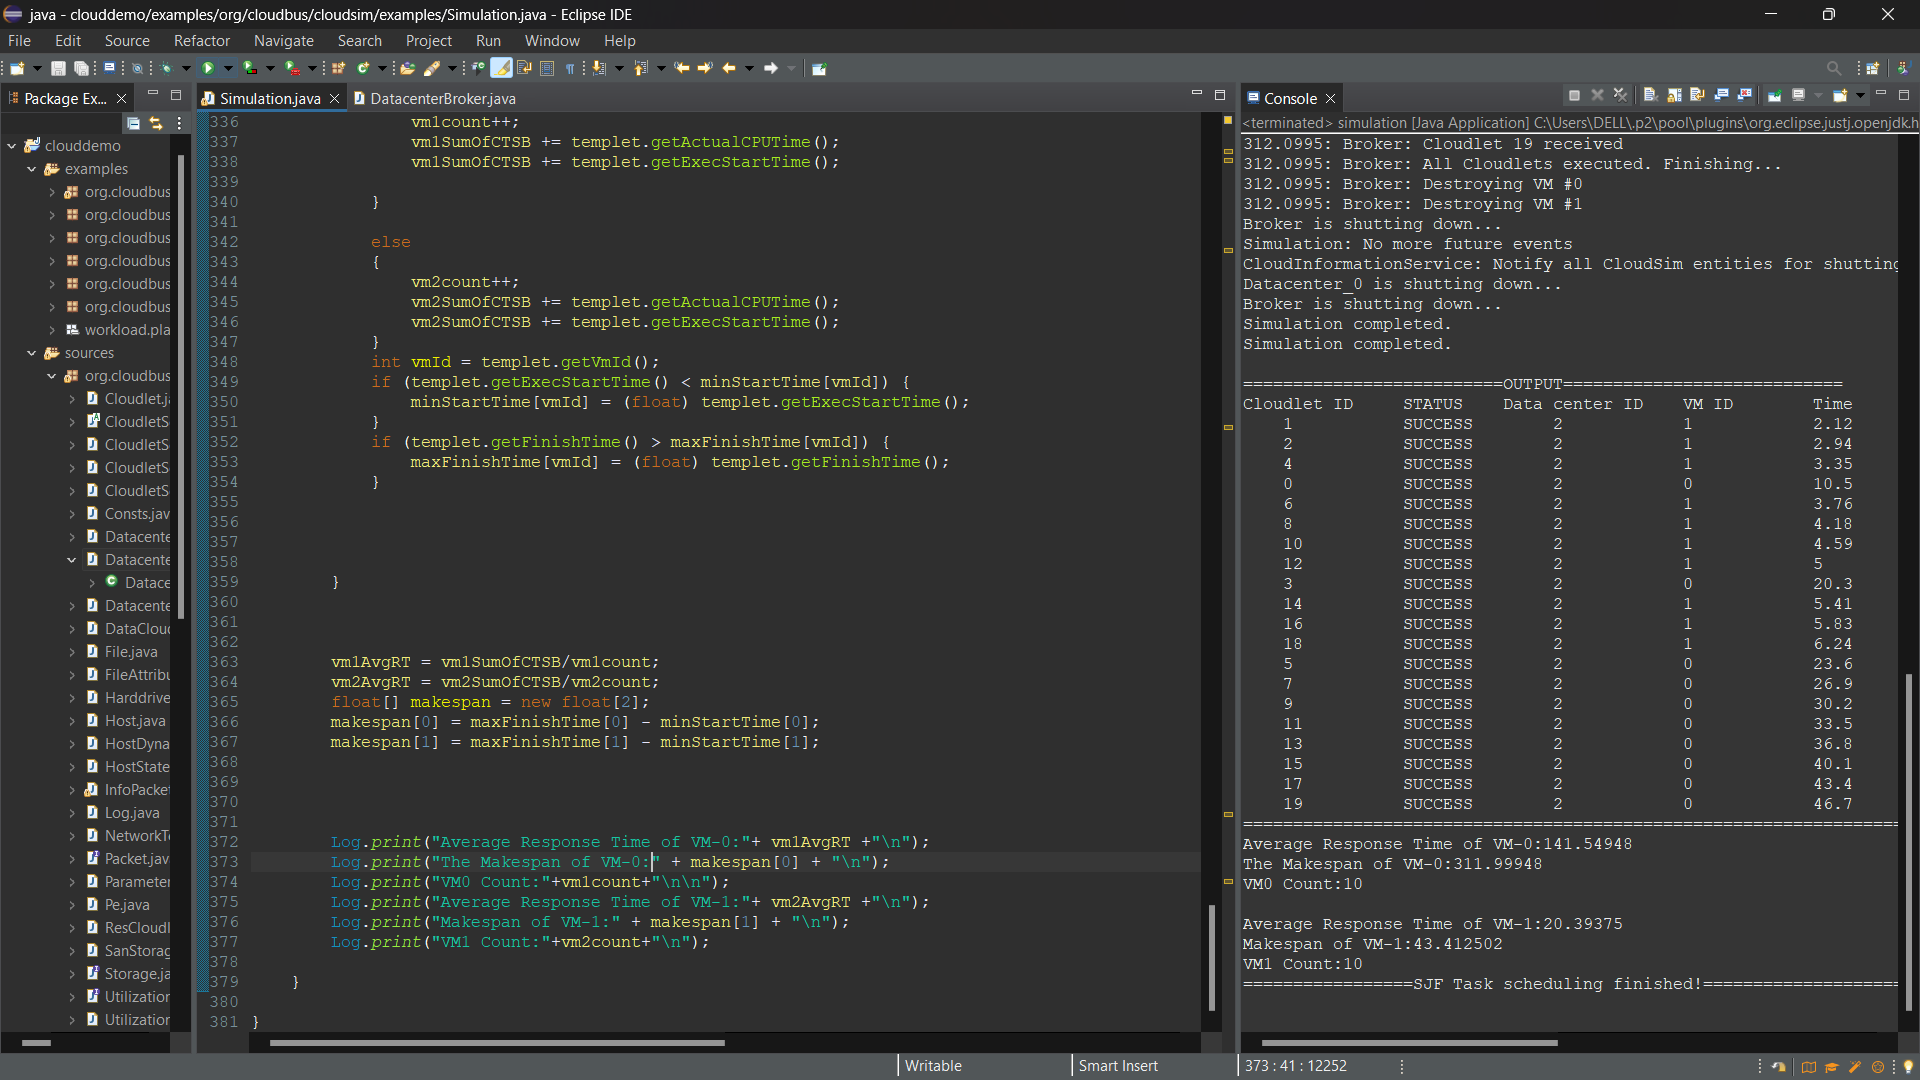 java - clouddemo/examples/org/cloudbus/cloudsim/examples/Simulation.java - Eclipse IDE
File Edit Source Refactor Navigate Search Project Run Window Help
Package Ex...
clouddemo
examples
org.cloudbus
org.cloudbus
org.cloudbus
org.cloudbus
org.cloudbus
org.cloudbus
workload.pla
sources
org.cloudbus
Cloudlet.ja
CloudletS
CloudletS
CloudletS
CloudletS
Consts.jav
Datacente
Datacente
Datace
Datacente
DataClou
File.java
FileAttribu
Harddrive
Host.java
HostDyna
HostState
InfoPacke
Log.java
NetworkT
Packet.jav
Parameter
Pe.java
ResCloudl
SanStorag
Storage.ja
Utilization
Utilization
Simulation.java DatacenterBroker.java
336 vm1count++;
337 vm1SumOfCTSB += templet.getActualCPUTime();
338 vm1SumOfCTSB += templet.getExecStartTime();
339
340 }
341
342 else
343 {
344 vm2count++;
345 vm2SumOfCTSB += templet.getActualCPUTime();
346 vm2SumOfCTSB += templet.getExecStartTime();
347 }
348 int vmId = templet.getVmId();
349 if (templet.getExecStartTime() < minStartTime[vmId]) {
350 minStartTime[vmId] = (float) templet.getExecStartTime();
351 }
352 if (templet.getFinishTime() > maxFinishTime[vmId]) {
353 maxFinishTime[vmId] = (float) templet.getFinishTime();
354 }
355
356
357
358
359 }
360
361
362
363 vm1AvgRT = vm1SumOfCTSB/vm1count;
364 vm2AvgRT = vm2SumOfCTSB/vm2count;
365 float[] makespan = new float[2];
366 makespan[0] = maxFinishTime[0] - minStartTime[0];
367 makespan[1] = maxFinishTime[1] - minStartTime[1];
368
369
370
371
372 Log.print("Average Response Time of VM-0:"+ vm1AvgRT +"\n");
373 Log.print("The Makespan of VM-0:" + makespan[0] + "\n");
374 Log.print("VM0 Count:"+vm1count+"\n\n");
375 Log.print("Average Response Time of VM-1:"+ vm2AvgRT +"\n");
376 Log.print("Makespan of VM-1:" + makespan[1] + "\n");
377 Log.print("VM1 Count:"+vm2count+"\n");
378
379 }
380
381 }
Console
<terminated> simulation [Java Application] C:\Users\DELL\.p2\pool\plugins\org.eclipse.justj.openjdk.h
312.0995: Broker: Cloudlet 19 received
312.0995: Broker: All Cloudlets executed. Finishing...
312.0995: Broker: Destroying VM #0
312.0995: Broker: Destroying VM #1
Broker is shutting down...
Simulation: No more future events
CloudInformationService: Notify all CloudSim entities for shutting
Datacenter_0 is shutting down...
Broker is shutting down...
Simulation completed.
Simulation completed.
==========================OUTPUT============================
Cloudlet ID STATUS Data center ID VM ID Time
1 SUCCESS 2 1 2.12
2 SUCCESS 2 1 2.94
4 SUCCESS 2 1 3.35
0 SUCCESS 2 0 10.5
6 SUCCESS 2 1 3.76
8 SUCCESS 2 1 4.18
10 SUCCESS 2 1 4.59
12 SUCCESS 2 1 5
3 SUCCESS 2 0 20.3
14 SUCCESS 2 1 5.41
16 SUCCESS 2 1 5.83
18 SUCCESS 2 1 6.24
5 SUCCESS 2 0 23.6
7 SUCCESS 2 0 26.9
9 SUCCESS 2 0 30.2
11 SUCCESS 2 0 33.5
13 SUCCESS 2 0 36.8
15 SUCCESS 2 0 40.1
17 SUCCESS 2 0 43.4
19 SUCCESS 2 0 46.7
==================================================================
Average Response Time of VM-0:141.54948
The Makespan of VM-0:311.99948
VM0 Count:10
Average Response Time of VM-1:20.39375
Makespan of VM-1:43.412502
VM1 Count:10
=================SJF Task scheduling finished!====================
Writable Smart Insert 373 : 41 : 12252